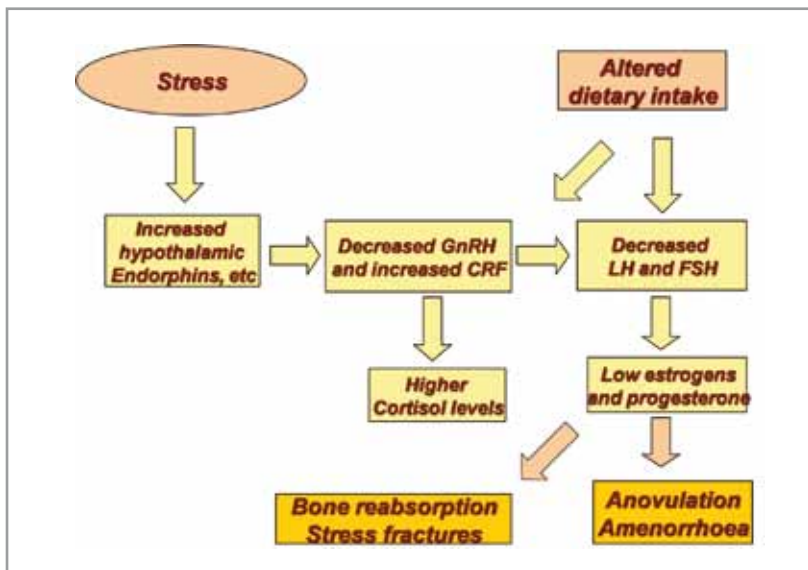 Stress
Altered
dietary intake
Increased
hypothalamic
Endorphins, etc
Decreased GnRH
and increased CRF
Decreased
LH and FSH
Higher
Cortisol levels
Low estrogens
and progesterone
Bone reabsorption
Stress fractures
Anovulation
Amenorrhoea